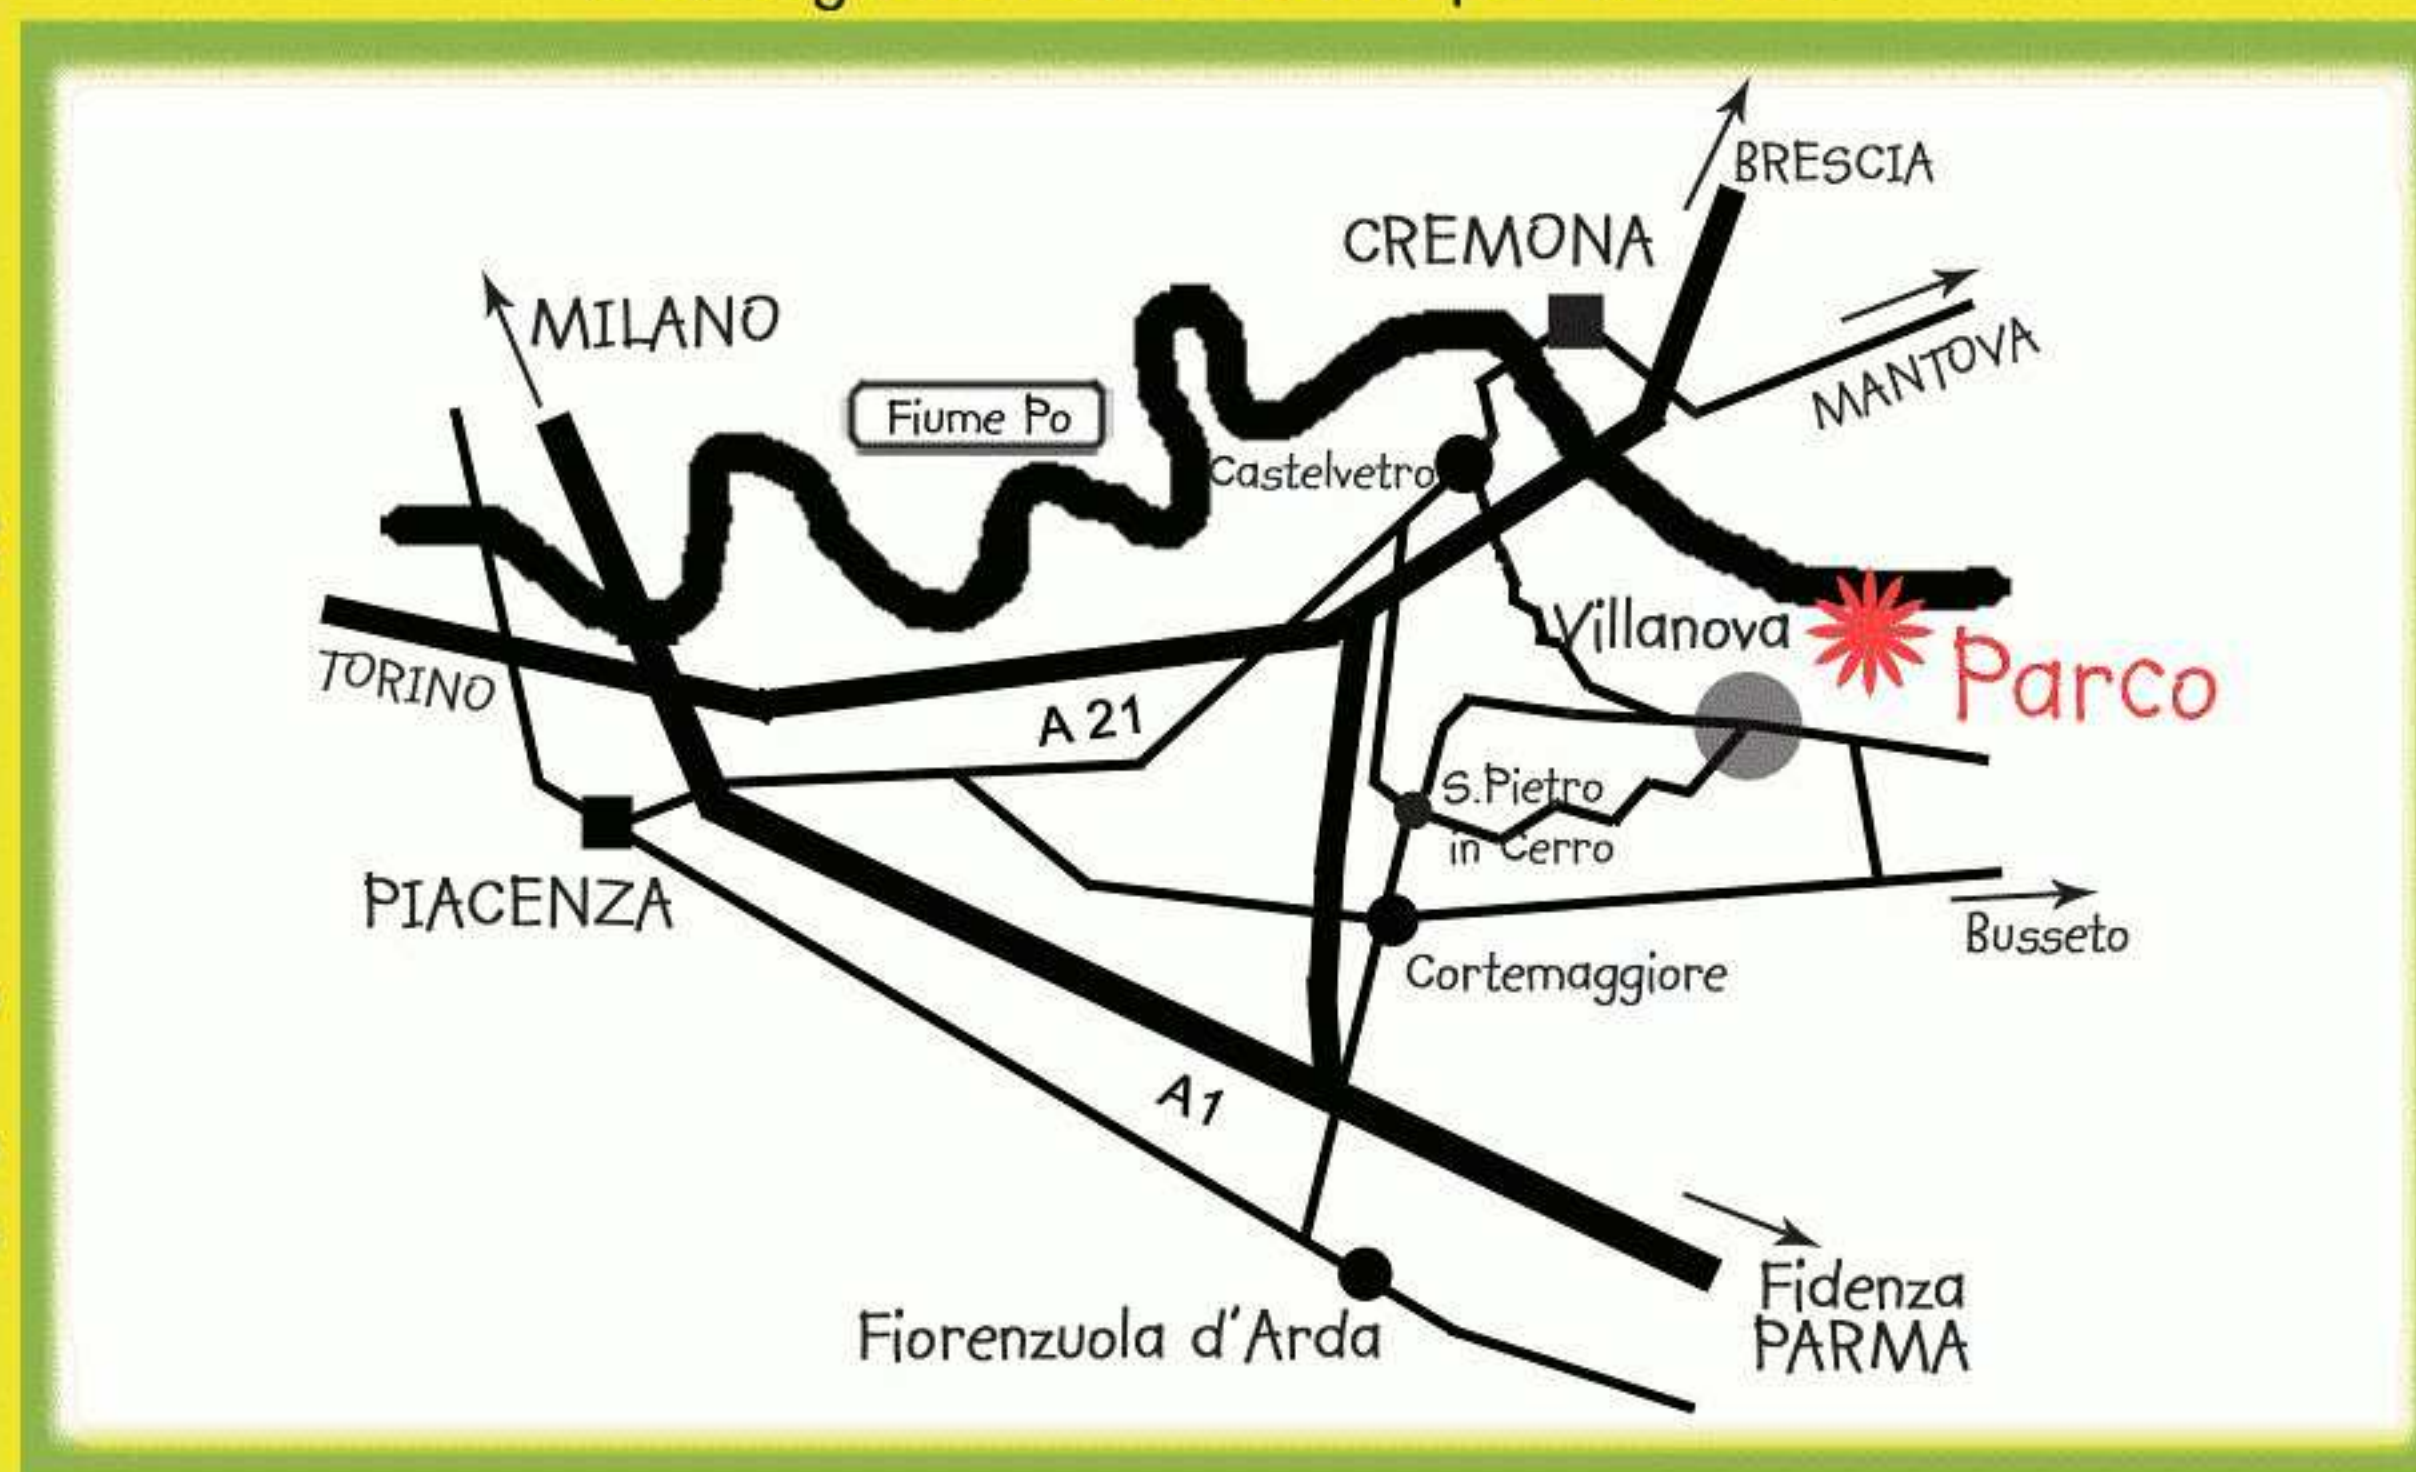 BRESCIA
CREMONA
MILANO
MANTOVA
Fiume Po
Castelvetro
Villanova
TORINO
Parco
A 21
S.Pietro
in Cerro
PIACENZA
Busseto
Cortemaggiore
A1
Fidenza
PARMA
Fiorenzuola d'Arda